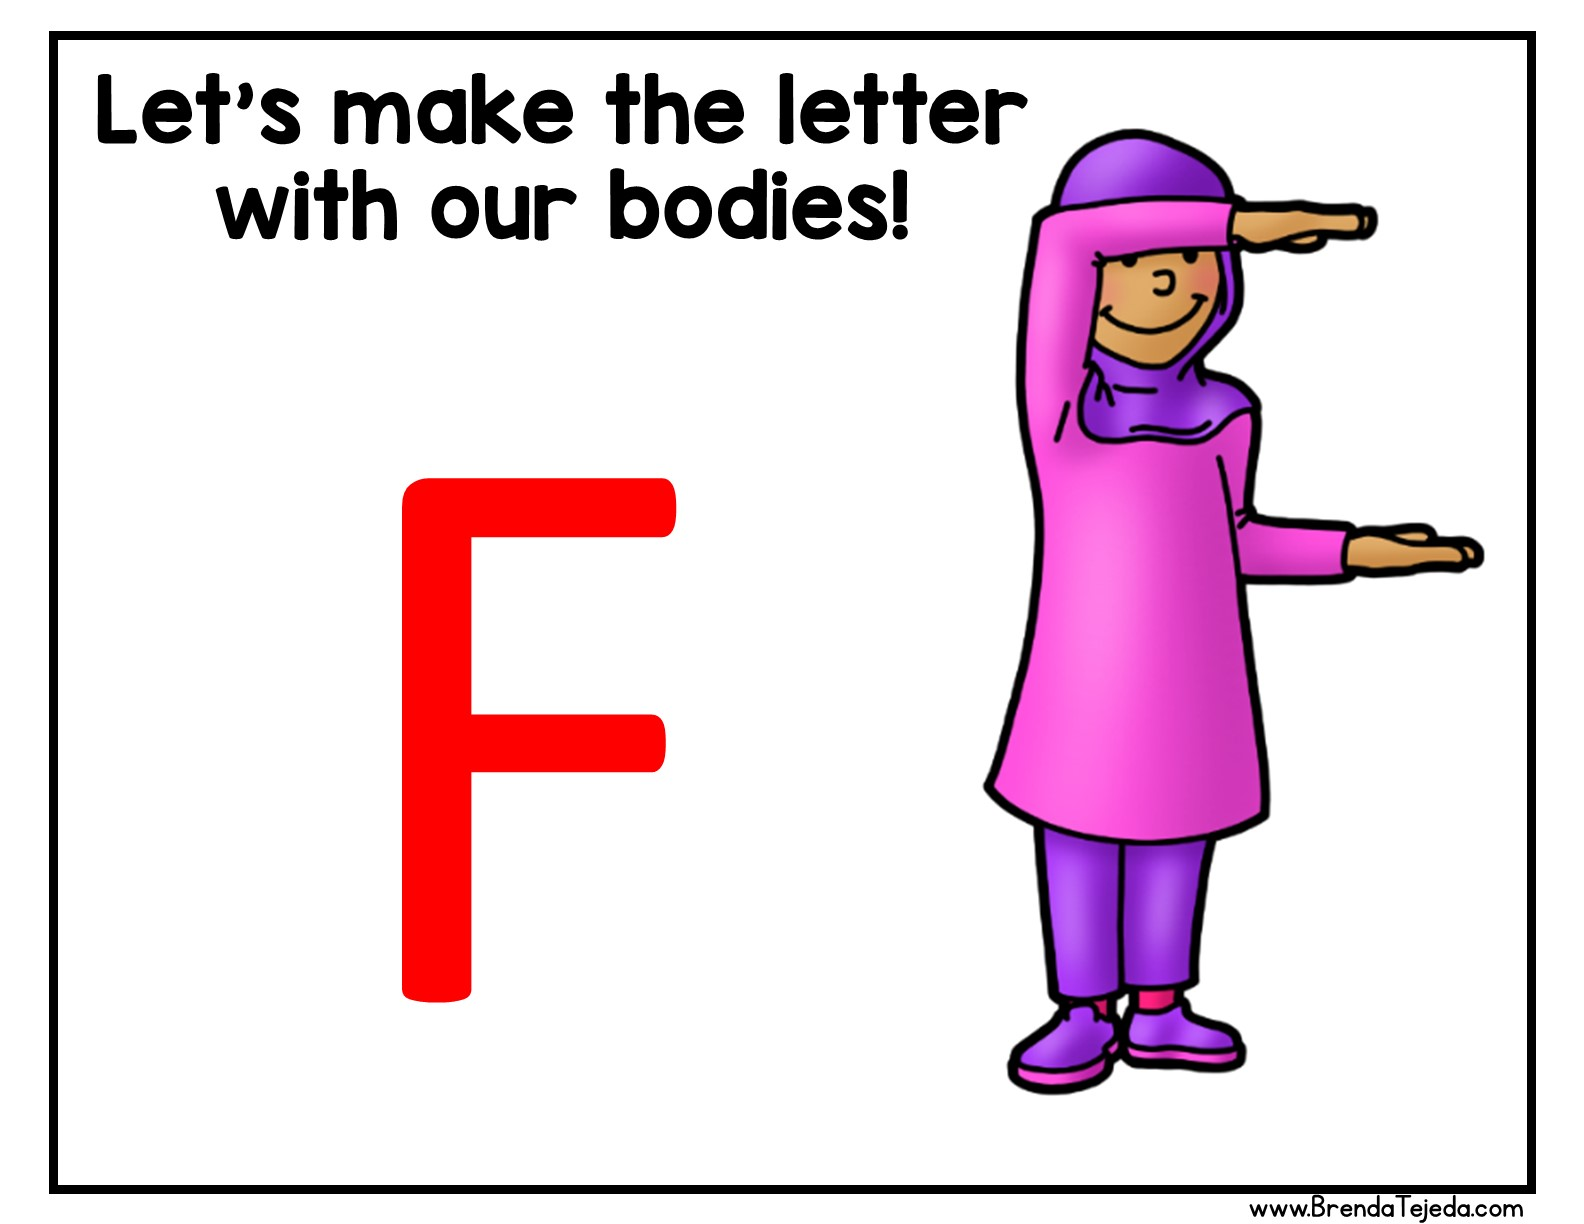 Let's make the letter
with our bodies!
F
www.BrendaTejeda.com